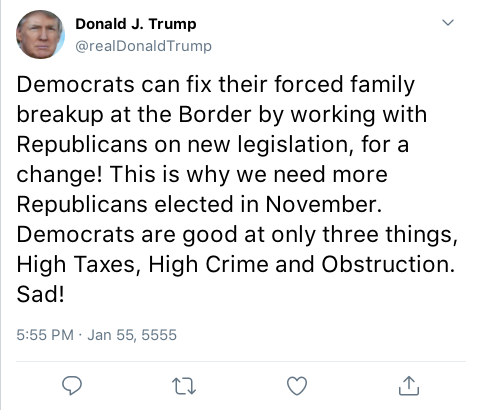 Donald J. Trump
@realDonaldTrump
Democrats can fix their forced family
breakup at the Border by working with
Republicans on new legislation, for a
change! This is why we need more
Republicans elected in November.
Democrats are good at only three things,
High Taxes, High Crime and Obstruction.
Sad!
5:55 PM · Jan 55, 5555